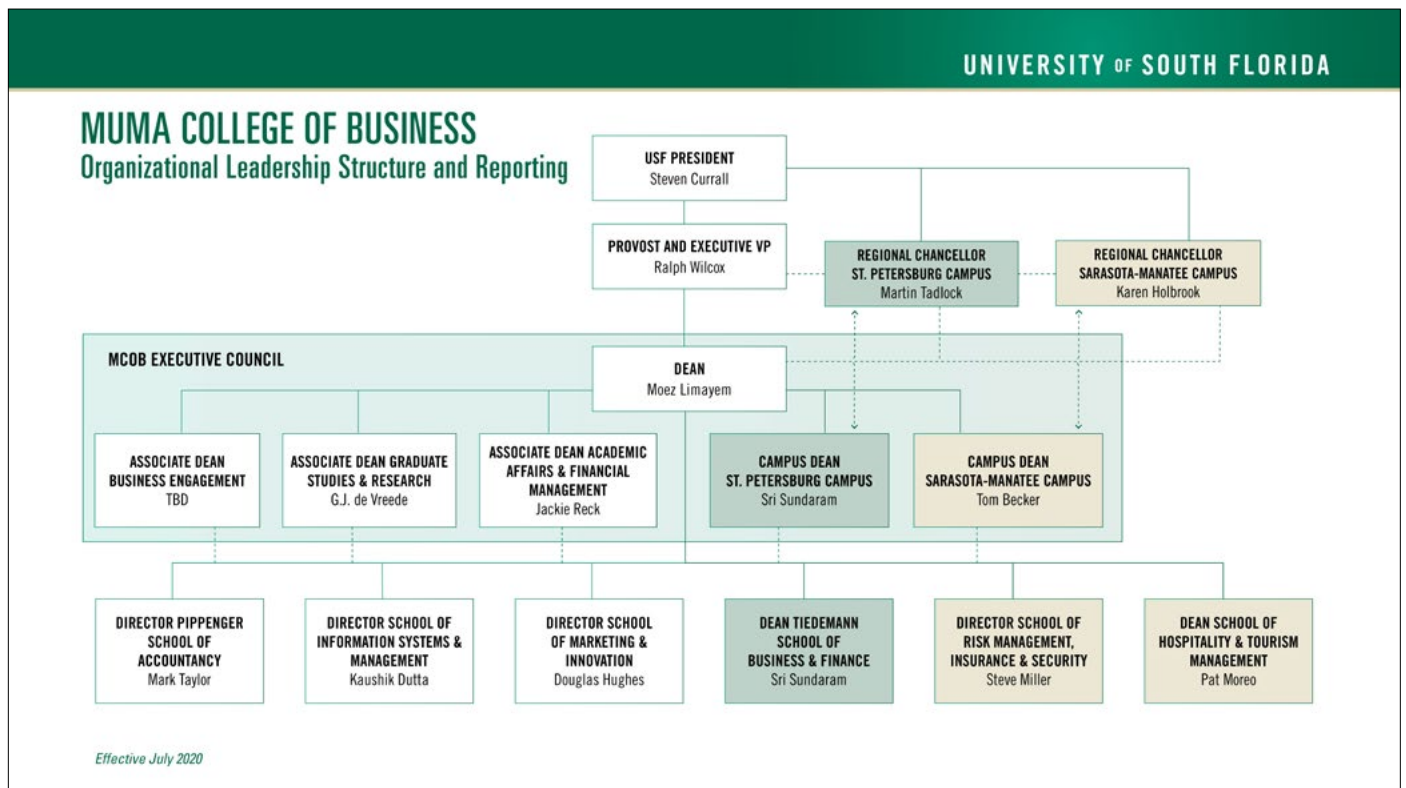 UNIVERSITY OF SOUTH FLORIDA
MUMA COLLEGE OF BUSINESS
Organizational Leadership Structure and Reporting
USF PRESIDENT
Steven Currall
PROVOST AND EXECUTIVE VP
Ralph Wilcox
REGIONAL CHANCELLOR
ST. PETERSBURG CAMPUS
Martin Tadlock
REGIONAL CHANCELLOR
SARASOTA-MANATEE CAMPUS
Karen Holbrook
MCOB EXECUTIVE COUNCIL
DEAN
Moez Limayem
ASSOCIATE DEAN
BUSINESS ENGAGEMENT
TBD
ASSOCIATE DEAN GRADUATE
STUDIES & RESEARCH
G.J. de Vreede
ASSOCIATE DEAN ACADEMIC
AFFAIRS & FINANCIAL
MANAGEMENT
Jackie Reck
CAMPUS DEAN
ST. PETERSBURG CAMPUS
Sri Sundaram
CAMPUS DEAN
SARASOTA-MANATEE CAMPUS
Tom Becker
DIRECTOR PIPPENGER
SCHOOL OF
ACCOUNTANCY
Mark Taylor
DIRECTOR SCHOOL OF
INFORMATION SYSTEMS &
MANAGEMENT
Kaushik Dutta
DIRECTOR SCHOOL
OF MARKETING &
INNOVATION
Douglas Hughes
DEAN TIEDEMANN
SCHOOL OF
BUSINESS & FINANCE
Sri Sundaram
DIRECTOR SCHOOL OF
RISK MANAGEMENT,
INSURANCE & SECURITY
Steve Miller
DEAN SCHOOL OF
HOSPITALITY & TOURISM
MANAGEMENT
Pat Moreo
Effective July 2020